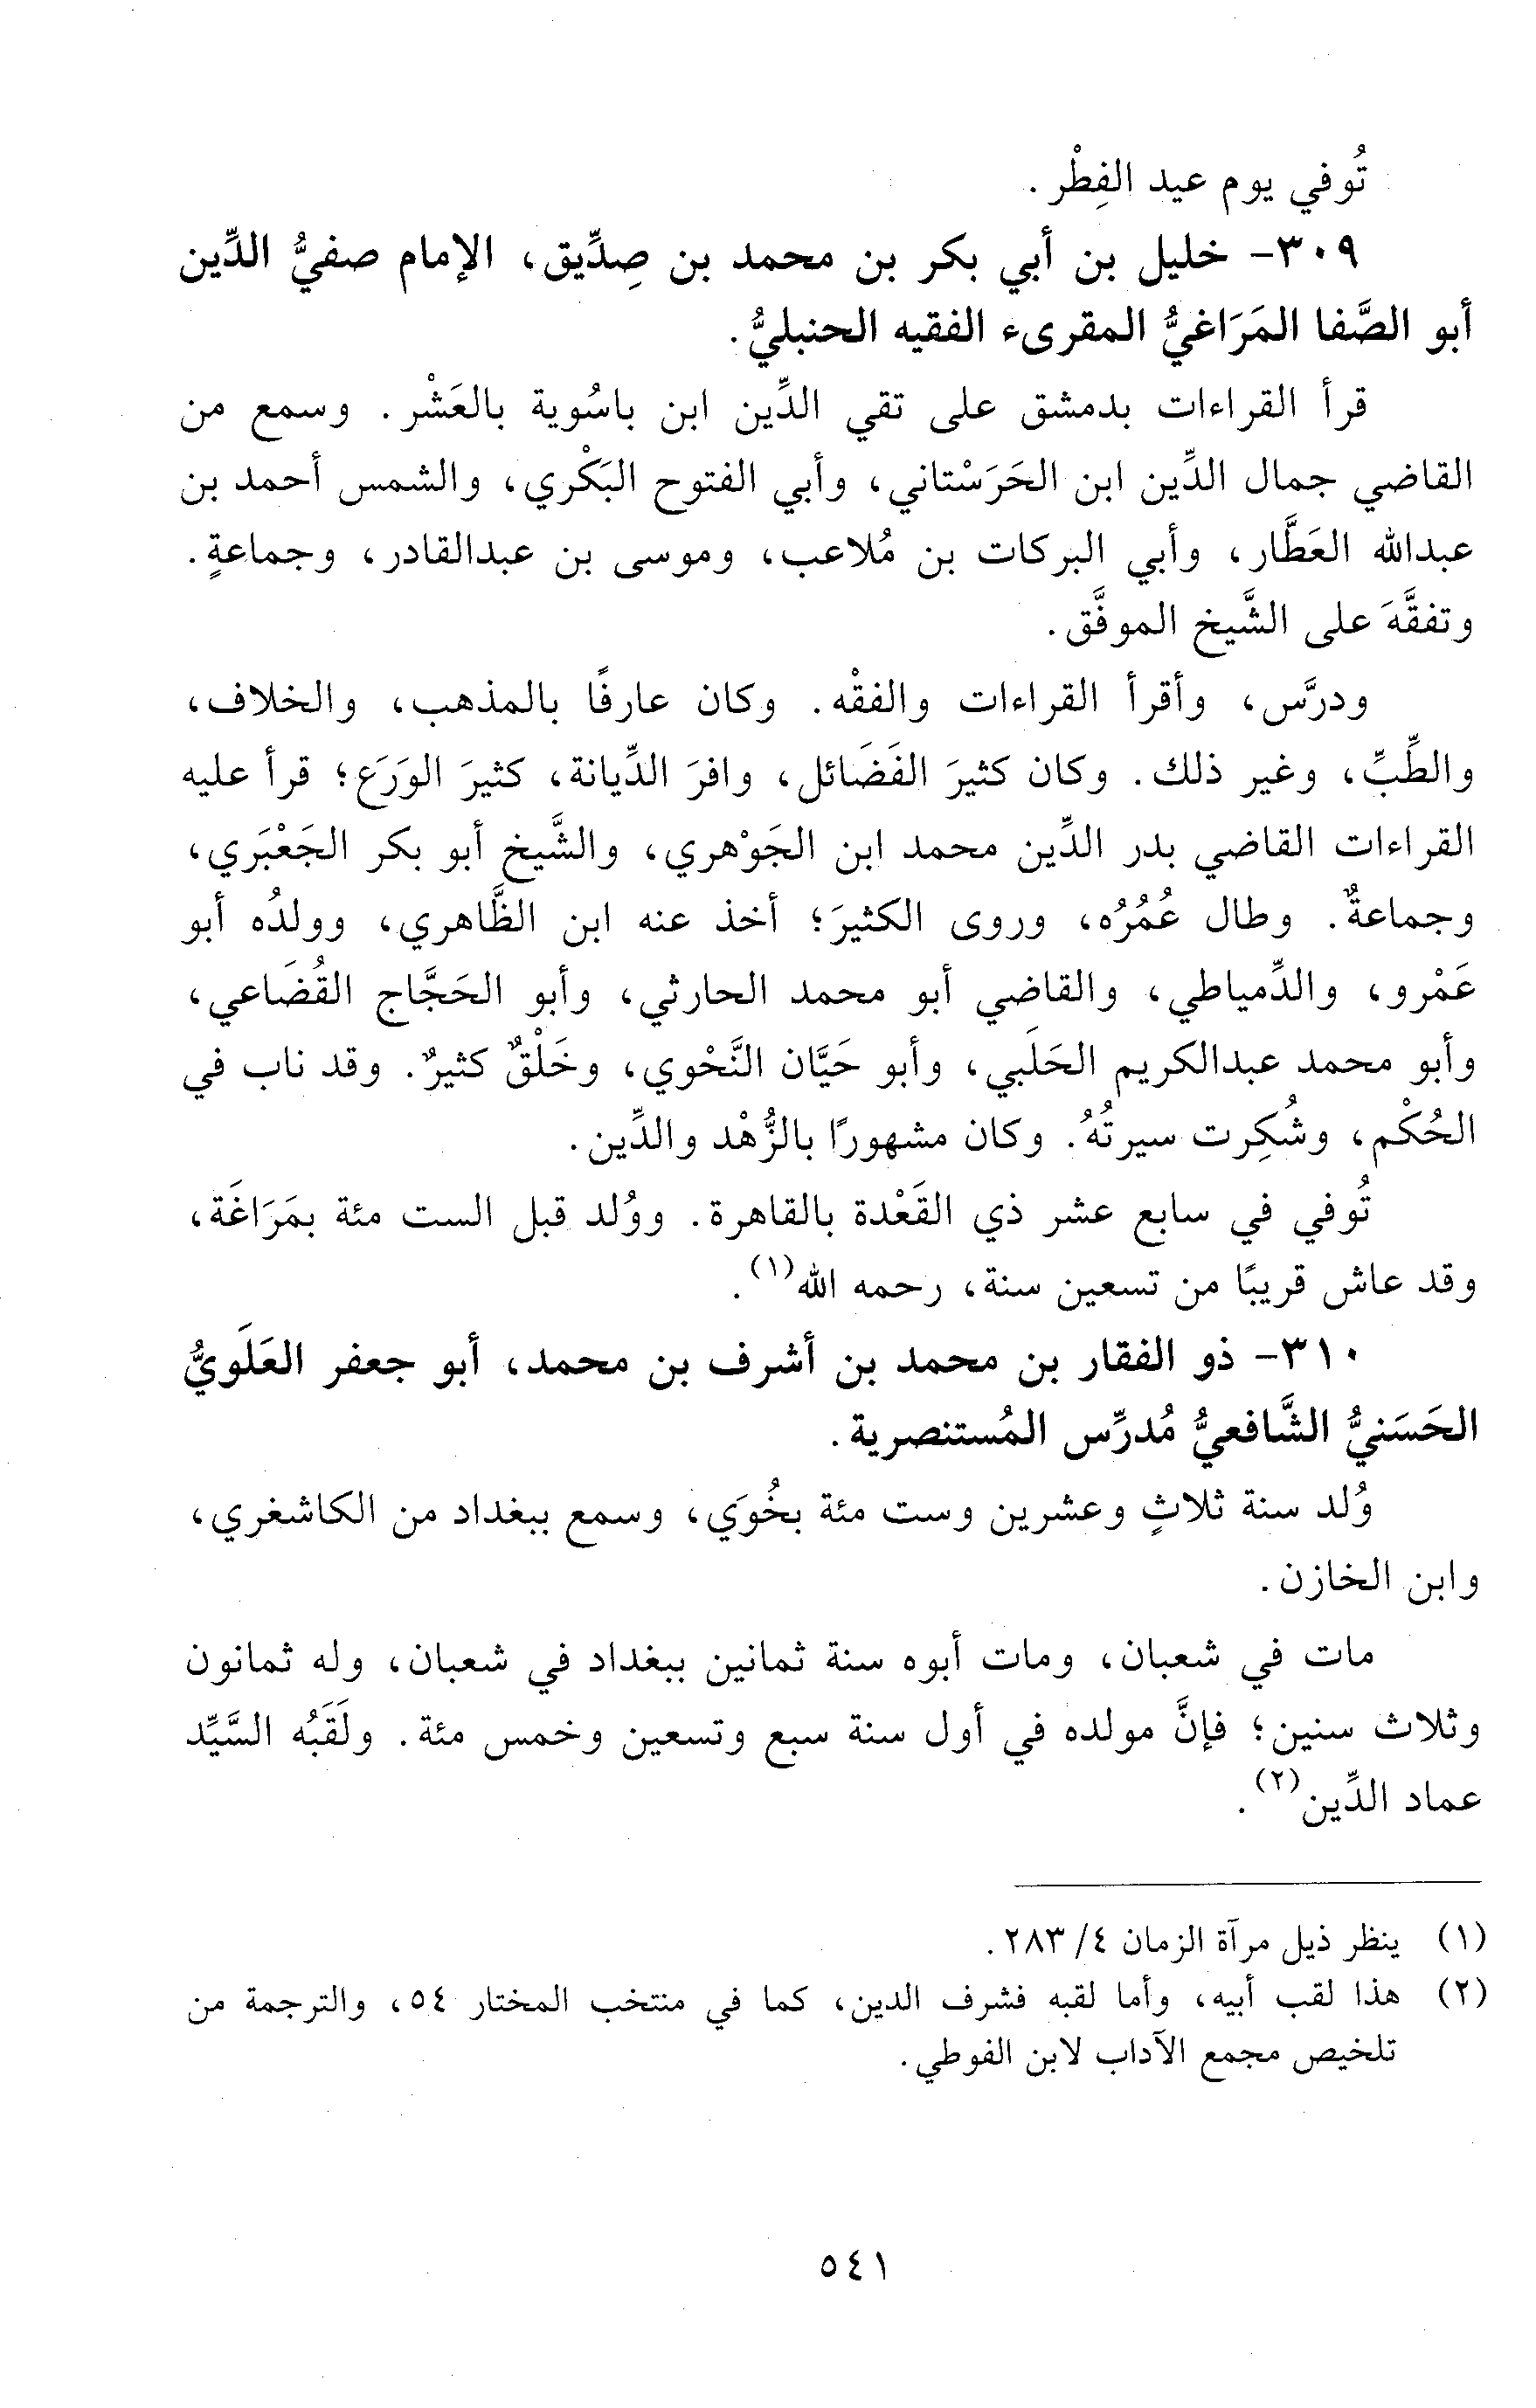 تُوفي يوم عيد الفِطْر.
٣٠٩- خليل بن أبي بكر بن محمد بن صِدِّيق، الإمام صفيُّ الدِّين
أبو الصَّفا المَرَاغيُّ المقرىء الفقيه الحنبليُّ.
قرأ القراءات بدمشق على تقي الدِّين ابن باسُوية بالعَشْر. وسمع من
القاضي جمال الدِّين ابن الحَرَسْتاني، وأبي الفتوح البَكْري، والشمس أحمد بن
عبدالله العَطَّار، وأبي البركات بن مُلاعب، وموسى بن عبدالقادر، وجماعةٍ.
وتفقَّهَ على الشَّيخ الموفَّق.
ودرَّس، وأقرأ القراءات والفقْه. وكان عارفًا بالمذهب، والخلاف،
والطِّبِّ، وغير ذلك. وكان كثيرَ الفَضَائل، وافرَ الدِّيانة، كثيرَ الوَرَع؛ قرأ عليه
القراءات القاضي بدر الدِّين محمد ابن الجَوْهري، والشَّيخ أبو بكر الجَعْبَري،
وجماعةٌ. وطال عُمُرُه، وروى الكثيرَ؛ أخذ عنه ابن الظَّاهري، وولدُه أبو
عَمْرو، والدِّمياطي، والقاضي أبو محمد الحارثي، وأبو الحَجَّاج القُضَاعي،
وأبو محمد عبدالكريم الحَلَبي، وأبو حَيَّان النَّحْوي، وخَلْقٌ كثيرٌ. وقد ناب في
الحُكْم، وشُكِرت سيرتُهُ. وكان مشهورًا بالزُّهْد والدِّين.
تُوفي في سابع عشر ذي القَعْدة بالقاهرة. ووُلد قبل الست مئة بمَرَاغَة،
وقد عاش قريبًا من تسعين سنة، رحمه الله(١).
٣١٠- ذو الفقار بن محمد بن أشرف بن محمد، أبو جعفر العَلَويُّ
الحَسَنيُّ الشَّافعيُّ مُدرِّس المُستنصرية.
وُلد سنة ثلاثٍ وعشرين وست مئة بخُوَي، وسمع ببغداد من الكاشغري،
وابن الخازن.
مات في شعبان، ومات أبوه سنة ثمانين ببغداد في شعبان، وله ثمانون
وثلاث سنين؛ فإنَّ مولده في أول سنة سبع وتسعين وخمس مئة. ولَقَبُه السَّيِّد
عماد الدِّين(٢).
(١) ينظر ذيل مرآة الزمان ٤/ ٢٨٣.
(٢) هذا لقب أبيه، وأما لقبه فشرف الدين، كما في منتخب المختار ٥٤، والترجمة من
تلخيص مجمع الآداب لابن الفوطي.
٥٤١